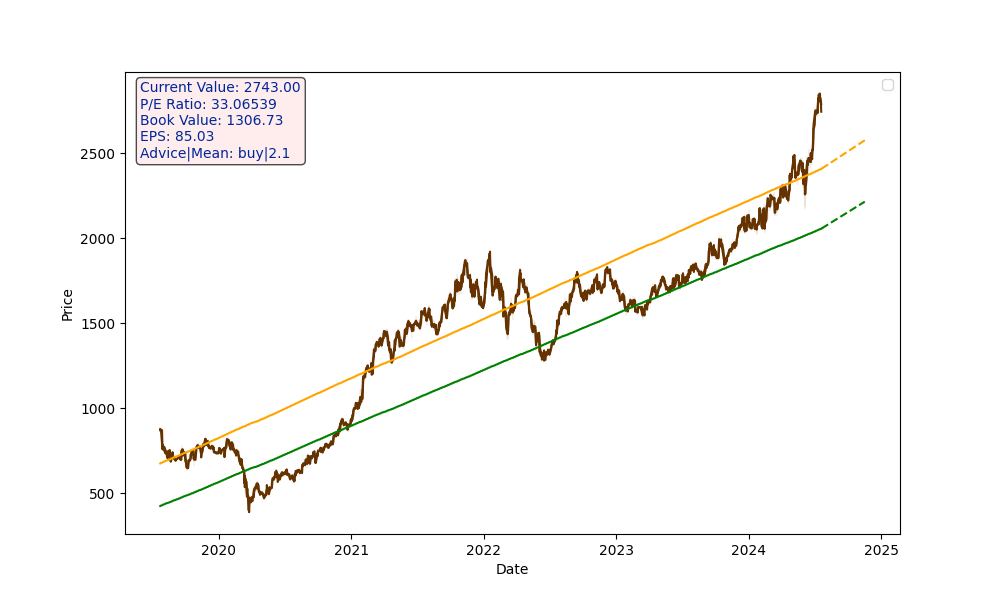 Current Value: 2743.00
P/E Ratio: 33.06539
Book Value: 1306.73
EPS: 85.03
Advice|Mean: buy|2.1
2500
2000
1500
1000
500
Price
2020 2021 2022 2023 2024 2025
Date